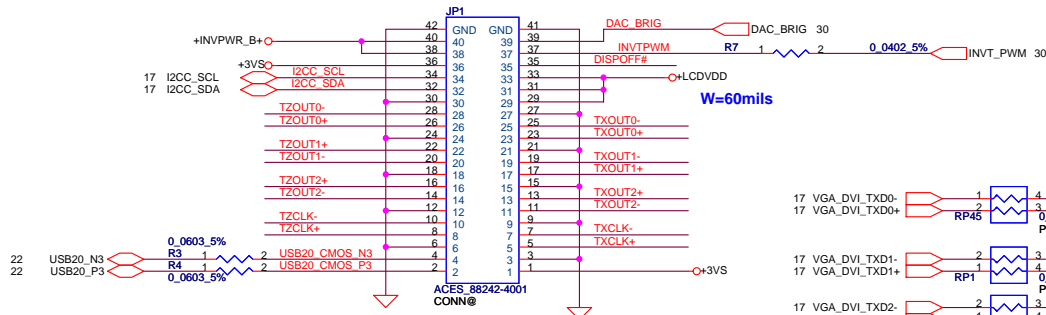 JP1
42 GND GND 41
+INVPWR_B+ 40 40 39 39 DAC_BRIG DAC_BRIG 30
38 38 37 37 INVTPWM R7 1 2 0_0402_5% INVT_PWM 30
+3VS 36 36 35 35 DISPOFF#
17 I2CC_SCL I2CC_SCL 34 34 33 33 +LCDVDD
17 I2CC_SDA I2CC_SDA 32 32 31 31
30 30 29 29 W=60mils
TZOUT0- 28 28 27 27
TZOUT0+ 26 26 25 25 TXOUT0-
24 24 23 23 TXOUT0+
TZOUT1+ 22 22 21 21
TZOUT1- 20 20 19 19 TXOUT1-
18 18 17 17 TXOUT1+
TZOUT2+ 16 16 15 15
TZOUT2- 14 14 13 13 TXOUT2+
12 12 11 11 TXOUT2-
TZCLK- 10 10 9 9
TZCLK+ 8 8 7 7 TXCLK-
6 6 5 5 TXCLK+
0_0603_5%
22 USB20_N3 R3 1 2 USB20_CMOS_N3 4 4 3 3
22 USB20_P3 R4 1 2 USB20_CMOS_P3 2 2 1 1 +3VS
0_0603_5%
ACES_88242-4001
CONN@
17 VGA_DVI_TXD0- 1 4
17 VGA_DVI_TXD0+ 2 3
RP45 0_
P
17 VGA_DVI_TXD1- 2 3
17 VGA_DVI_TXD1+ 1 4
RP1 0_
P
17 VGA_DVI_TXD2- 2 3